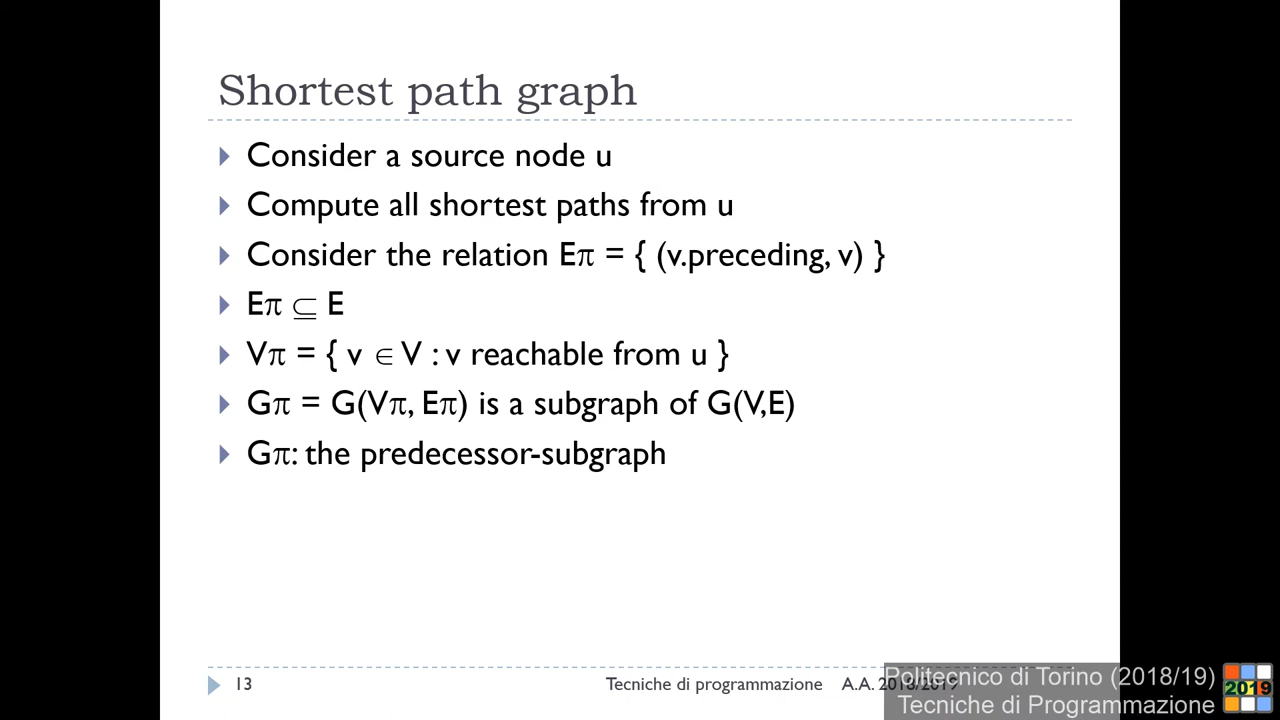 Shortest path graph
Consider a source node u
Compute all shortest paths from u
Consider the relation Eπ = { (v.preceding, v) }
Eπ ⊆ E
Vπ = { v ∈ V : v reachable from u }
Gπ = G(Vπ, Eπ) is a subgraph of G(V,E)
Gπ: the predecessor-subgraph
13
Tecniche di programmazione A.A. 2018/2019
Politecnico di Torino (2018/19)
Tecniche di Programmazione
2019